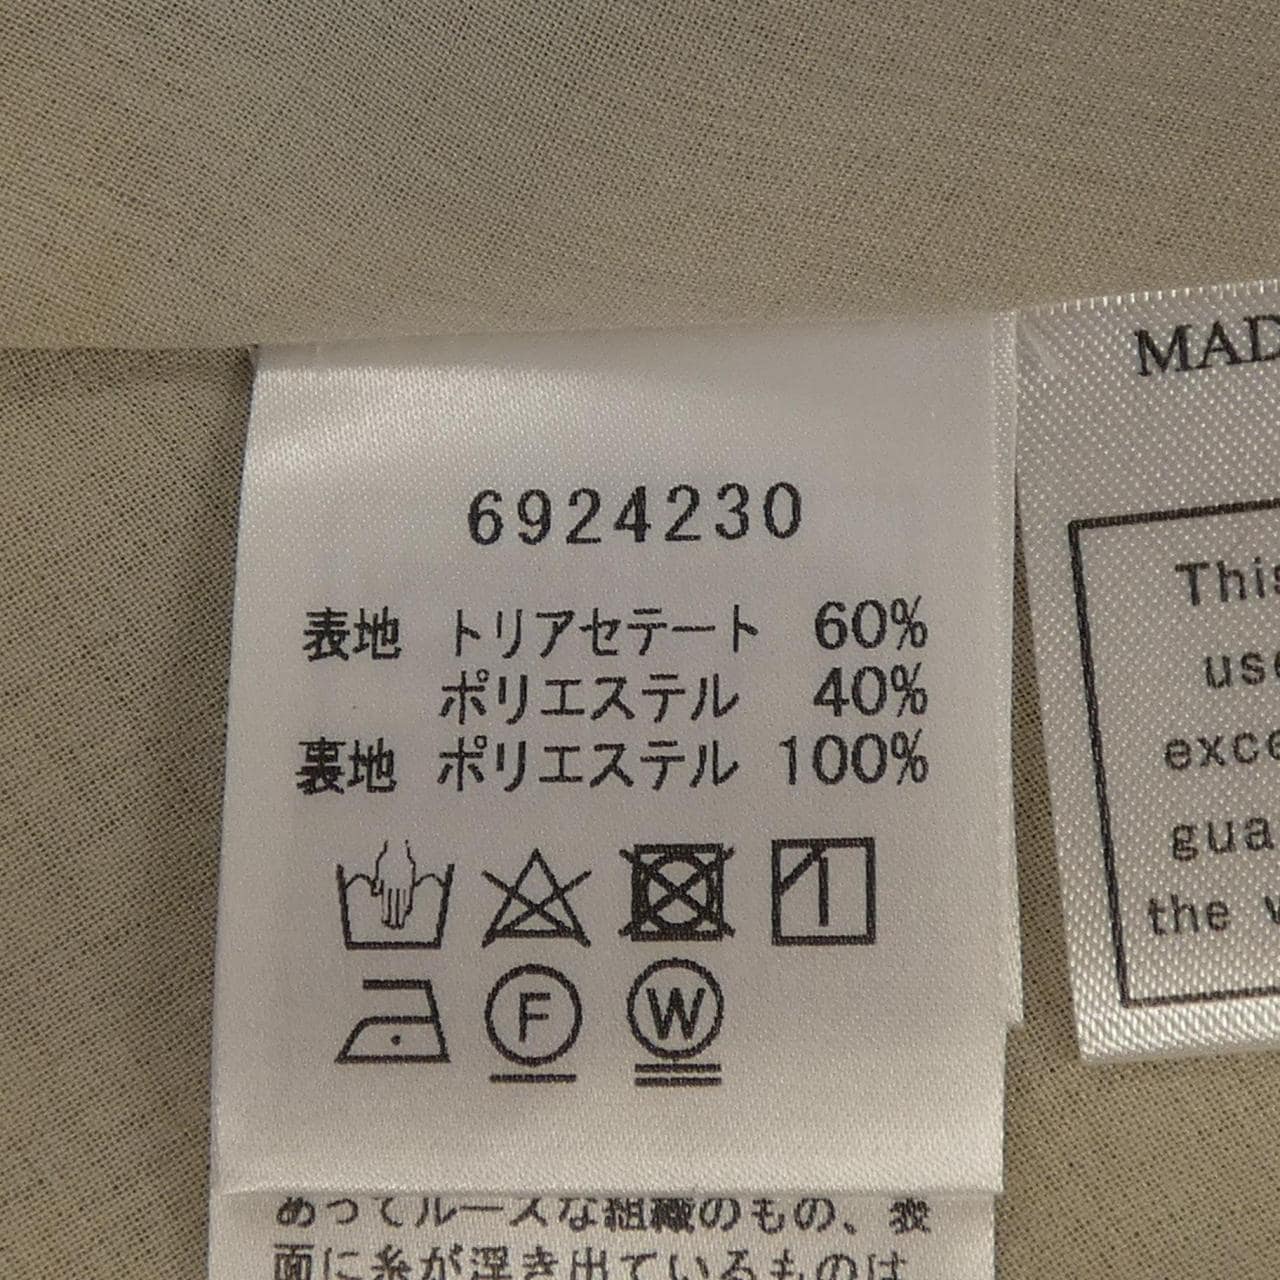 6924230
表地 トリアセテート 60%
ポリエステル 40%
裏地 ポリエステル 100%
F W
めってルースな組織のもの、表
面に糸が浮き出ているものは
MAD
This
use
exce
gua
the w